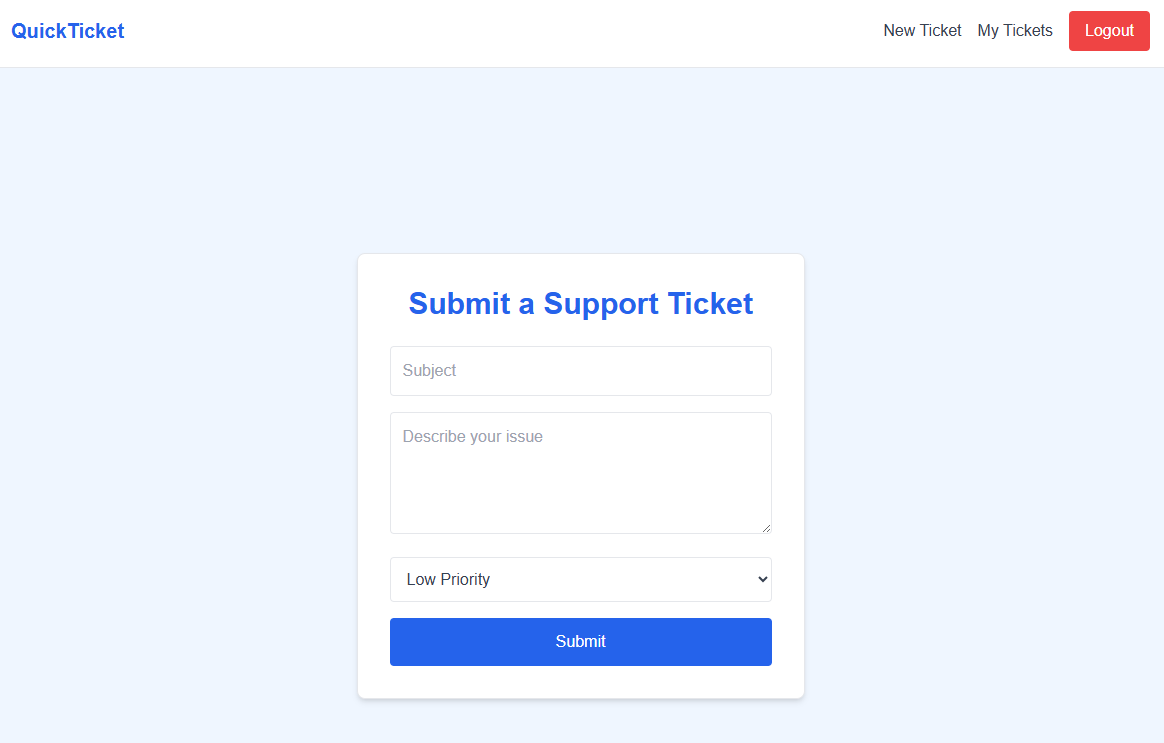 QuickTicket
New Ticket My Tickets Logout
Submit a Support Ticket
Subject
Describe your issue
Low Priority
Submit